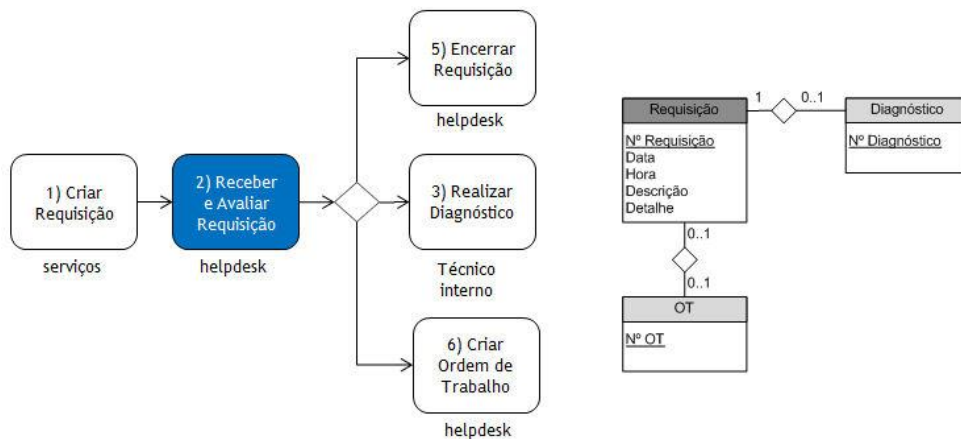 5) Encerrar
Requisição
helpdesk
1) Criar
Requisição
serviços
2) Receber
e Avaliar
Requisição
helpdesk
3) Realizar
Diagnóstico
Técnico
interno
6) Criar
Ordem de
Trabalho
helpdesk
Requisição
Nº Requisição
Data
Hora
Descrição
Detalhe
1
0..1
Diagnóstico
Nº Diagnóstico
0..1
0..1
OT
Nº OT